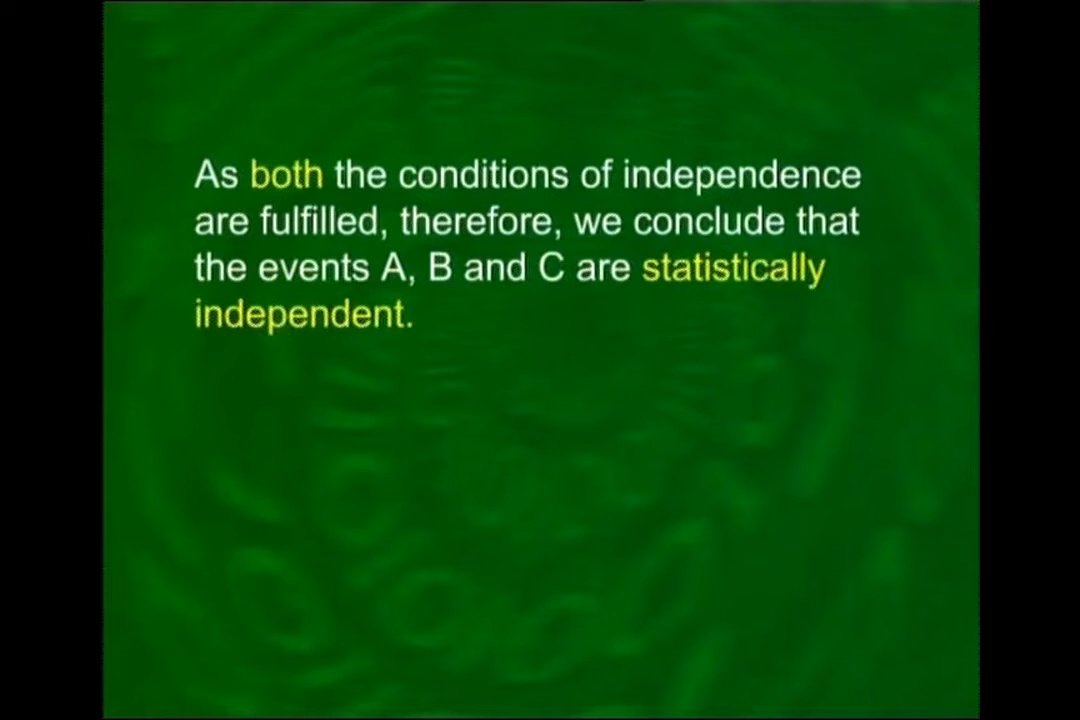 As both the conditions of independence
are fulfilled, therefore, we conclude that
the events A, B and C are statistically
independent.